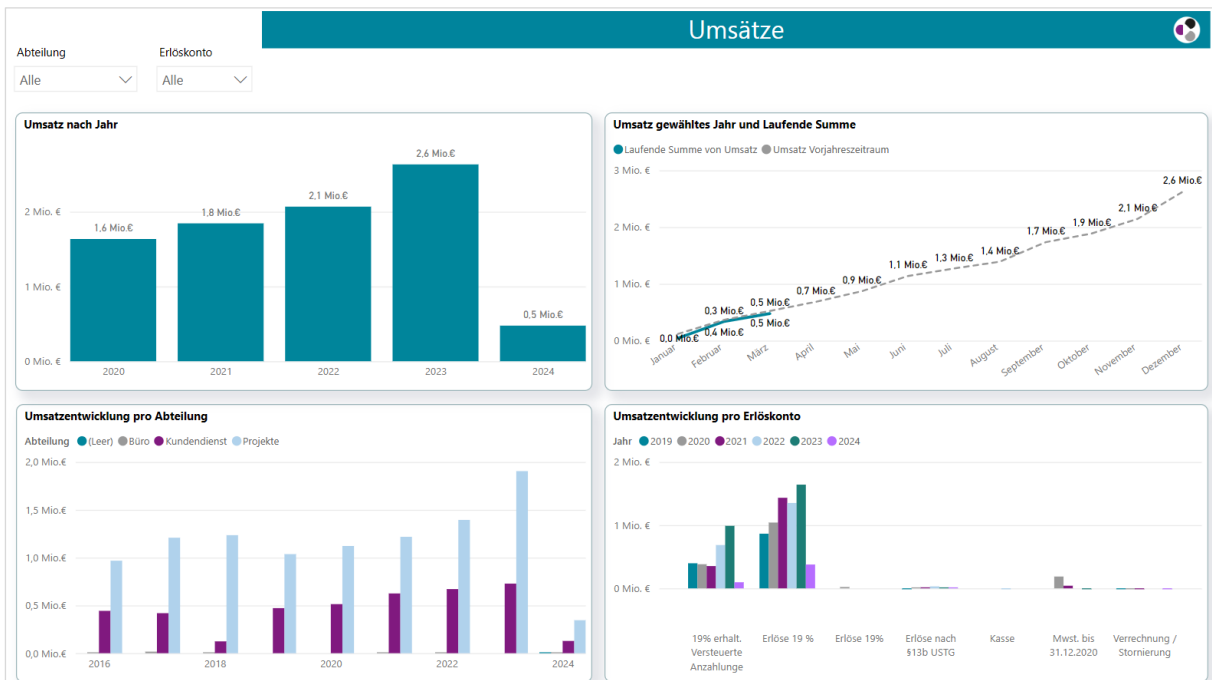 Umsätze
Abteilung
Erlöskonto
Alle
Alle
Umsatz nach Jahr
2 Mio. €
1 Mio. €
0 Mio. €
1,6 Mio.€
1,8 Mio.€
2,1 Mio.€
2,6 Mio.€
0,5 Mio.€
2020
2021
2022
2023
2024
Umsatz gewähltes Jahr und Laufende Summe
Laufende Summe von Umsatz
Umsatz Vorjahreszeitraum
3 Mio. €
2 Mio. €
1 Mio. €
0 Mio. €
0,0 Mio.€
0,3 Mio.€
0,4 Mio.€
0,5 Mio.€
0,5 Mio.€
0,7 Mio.€
0,9 Mio.€
1,1 Mio.€
1,3 Mio.€
1,4 Mio.€
1,7 Mio.€
1,9 Mio.€
2,1 Mio.€
2,6 Mio.€
Januar
Februar
März
April
Mai
Juni
Juli
August
September
Oktober
November
Dezember
Umsatzentwicklung pro Abteilung
Abteilung
(Leer)
Büro
Kundendienst
Projekte
2,0 Mio.€
1,5 Mio.€
1,0 Mio.€
0,5 Mio.€
0,0 Mio.€
2016
2018
2020
2022
2024
Umsatzentwicklung pro Erlöskonto
Jahr
2019
2020
2021
2022
2023
2024
2 Mio. €
1 Mio. €
0 Mio. €
19% erhalt.
Versteuerte
Anzahlunge
Erlöse 19 %
Erlöse 19%
Erlöse nach
§13b USTG
Kasse
Mwst. bis
31.12.2020
Verrechnung /
Stornierung